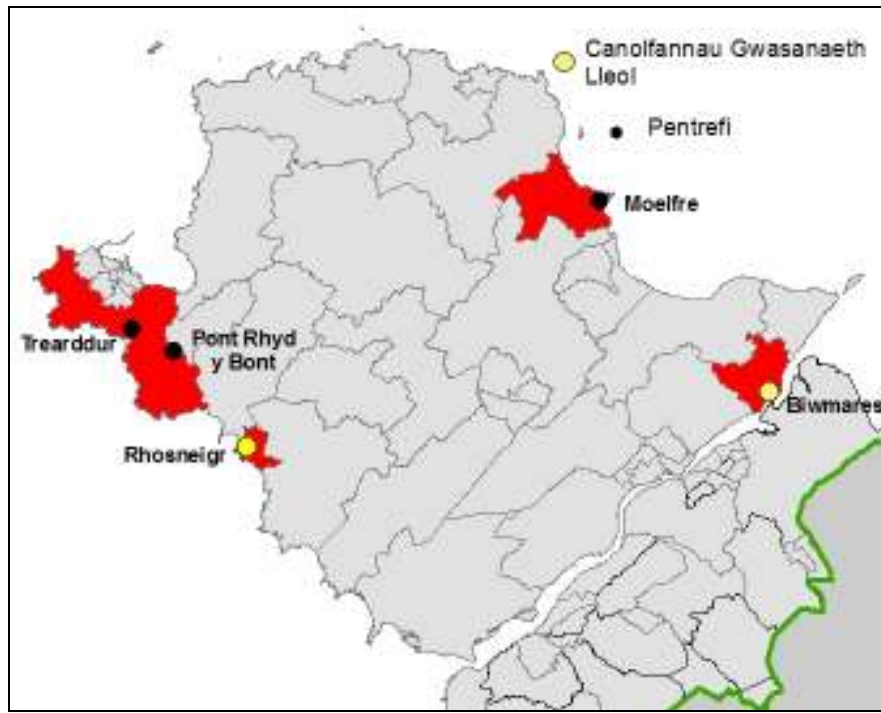 Canolfannau Gwasanaeth
Lleol
Pentrefi
Moelfre
Trearddur
Pont Rhyd
y Bont
Biwmares
Rhosneigr